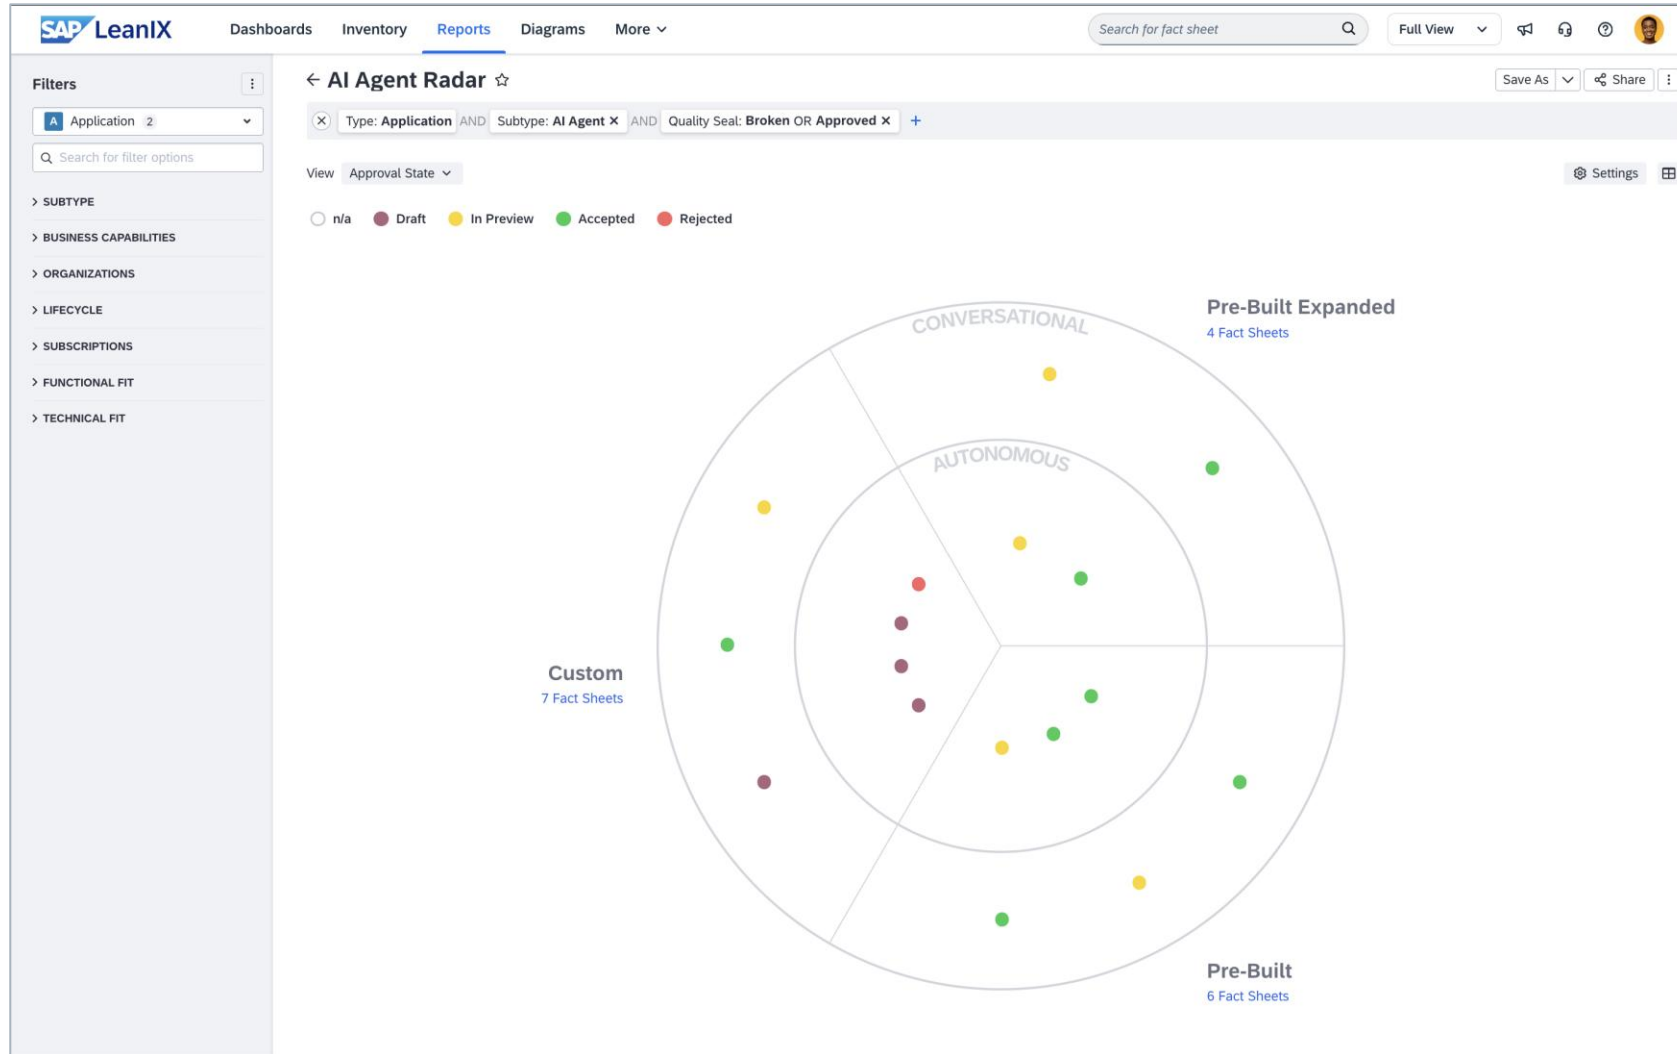 SAP LeanIX Dashboards Inventory Reports Diagrams More Search for fact sheet Full View
Filters
Application 2
Search for filter options
SUBTYPE
BUSINESS CAPABILITIES
ORGANIZATIONS
LIFECYCLE
SUBSCRIPTIONS
FUNCTIONAL FIT
TECHNICAL FIT
AI Agent Radar
Save As Share
Type: Application AND Subtype: AI Agent × AND Quality Seal: Broken OR Approved × +
View Approval State
Settings
n/a Draft In Preview Accepted Rejected
Pre-Built Expanded
4 Fact Sheets
CONVERSATIONAL
AUTONOMOUS
Custom
7 Fact Sheets
Pre-Built
6 Fact Sheets